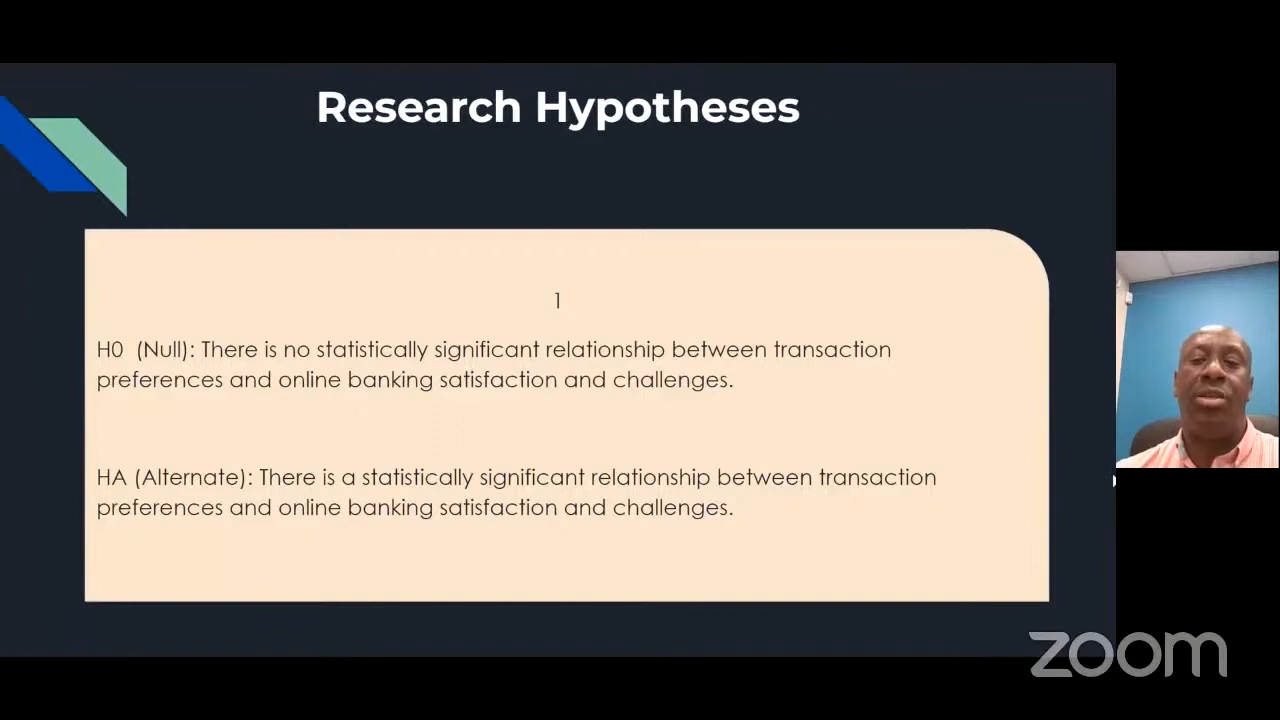 Research Hypotheses
1
H0 (Null): There is no statistically significant relationship between transaction
preferences and online banking satisfaction and challenges.
HA (Alternate): There is a statistically significant relationship between transaction
preferences and online banking satisfaction and challenges.
zoom